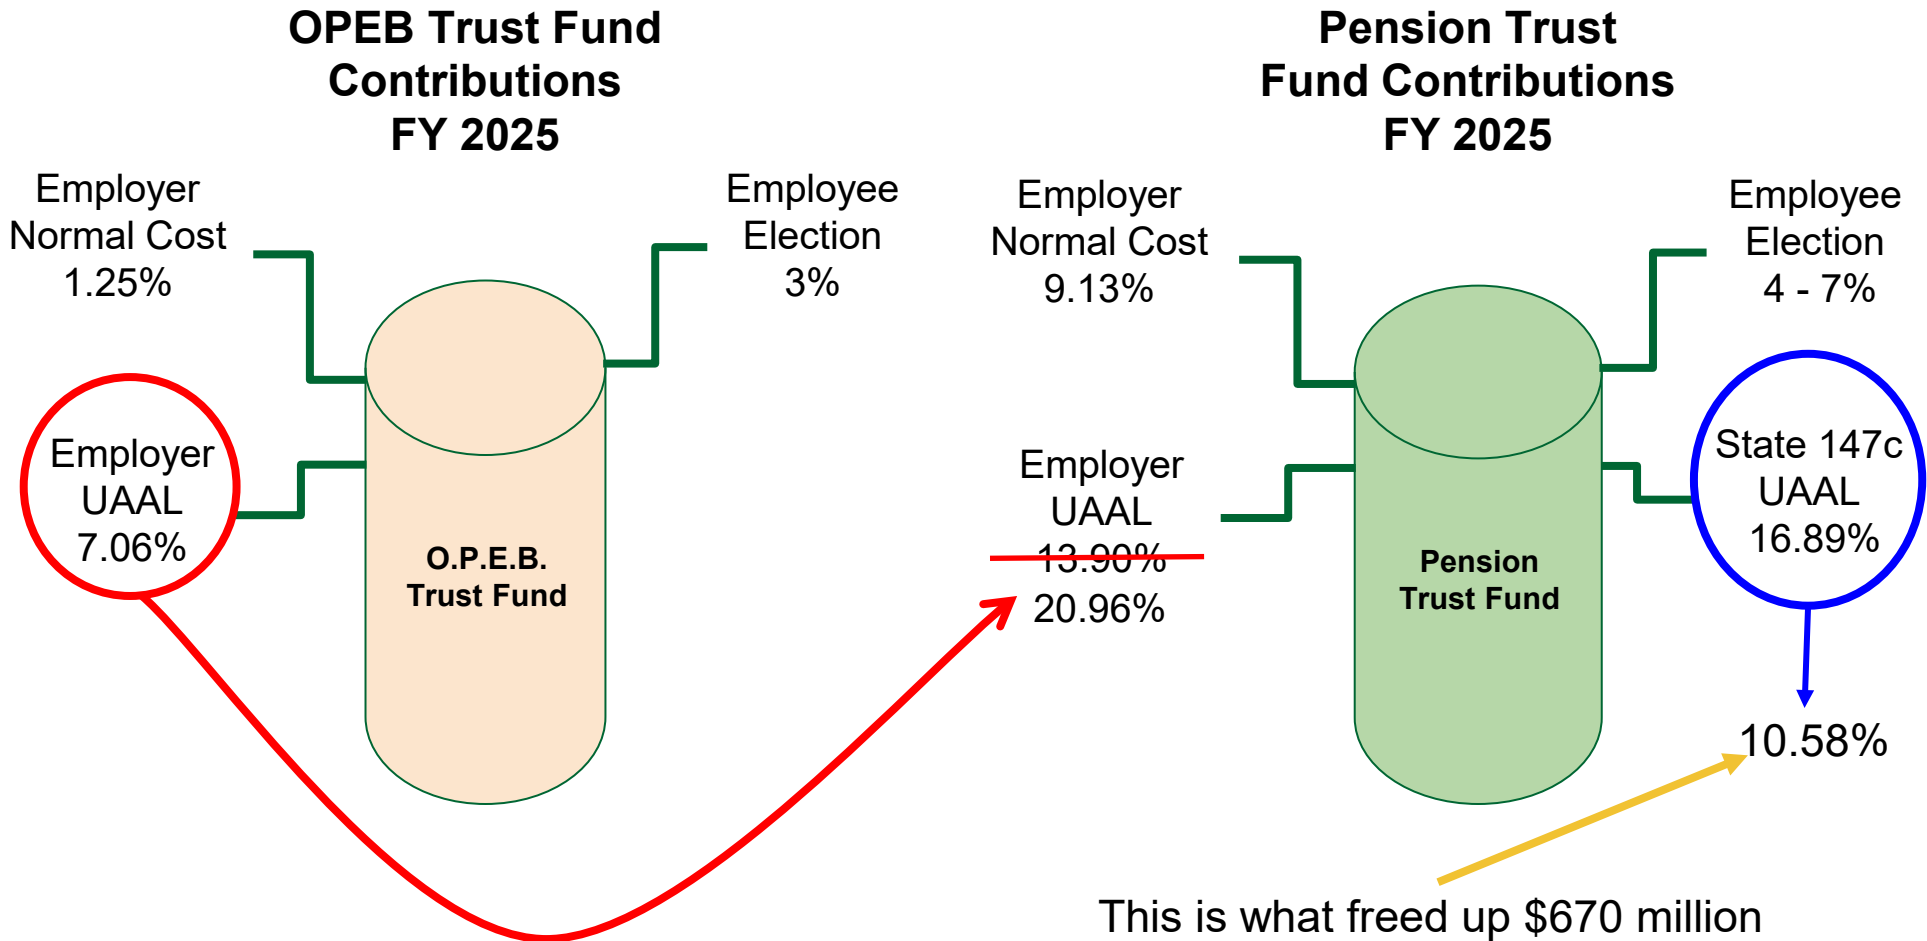 OPEB Trust Fund
Contributions
FY 2025
Employer
Normal Cost
1.25%
Employee
Election
3%
Employer
UAAL
7.06%
O.P.E.B.
Trust Fund
Pension Trust
Fund Contributions
FY 2025
Employer
Normal Cost
9.13%
Employee
Election
4 - 7%
Employer
UAAL
13.90%
20.96%
Pension
Trust Fund
State 147c
UAAL
16.89%
10.58%
This is what freed up $670 million